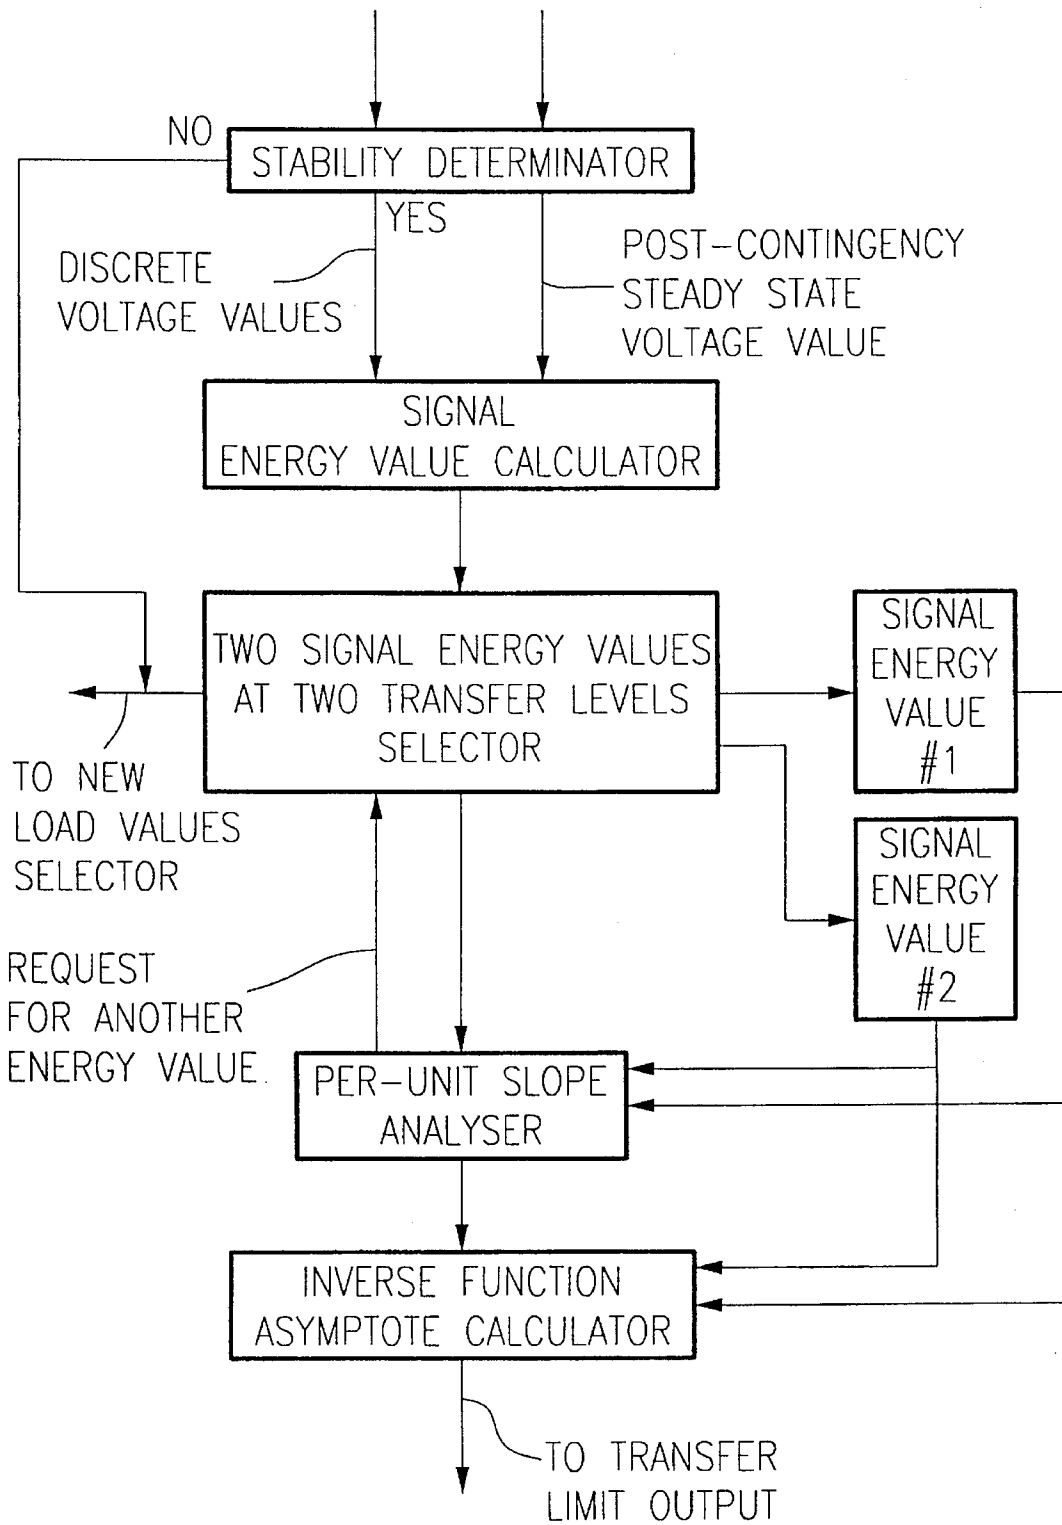 NO
STABILITY DETERMINATOR
YES
DISCRETE
VOLTAGE VALUES
POST-CONTINGENCY
STEADY STATE
VOLTAGE VALUE
SIGNAL
ENERGY VALUE CALCULATOR
TWO SIGNAL ENERGY VALUES
AT TWO TRANSFER LEVELS
SELECTOR
SIGNAL
ENERGY
VALUE
#1
TO NEW
LOAD VALUES
SELECTOR
SIGNAL
ENERGY
VALUE
#2
REQUEST
FOR ANOTHER
ENERGY VALUE
PER-UNIT SLOPE
ANALYSER
INVERSE FUNCTION
ASYMPTOTE CALCULATOR
TO TRANSFER
LIMIT OUTPUT